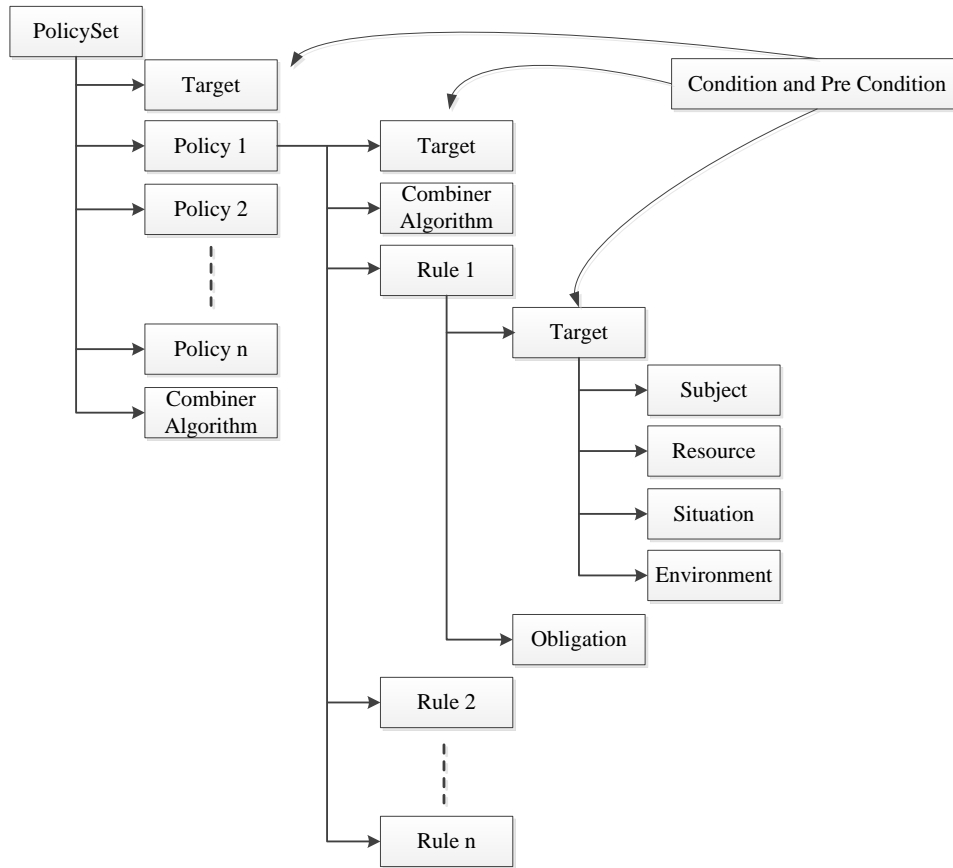 PolicySet
Target
Condition and Pre Condition
Policy 1
Target
Policy 2
Combiner
Algorithm
Rule 1
Policy n
Target
Combiner
Algorithm
Subject
Resource
Situation
Environment
Obligation
Rule 2
Rule n